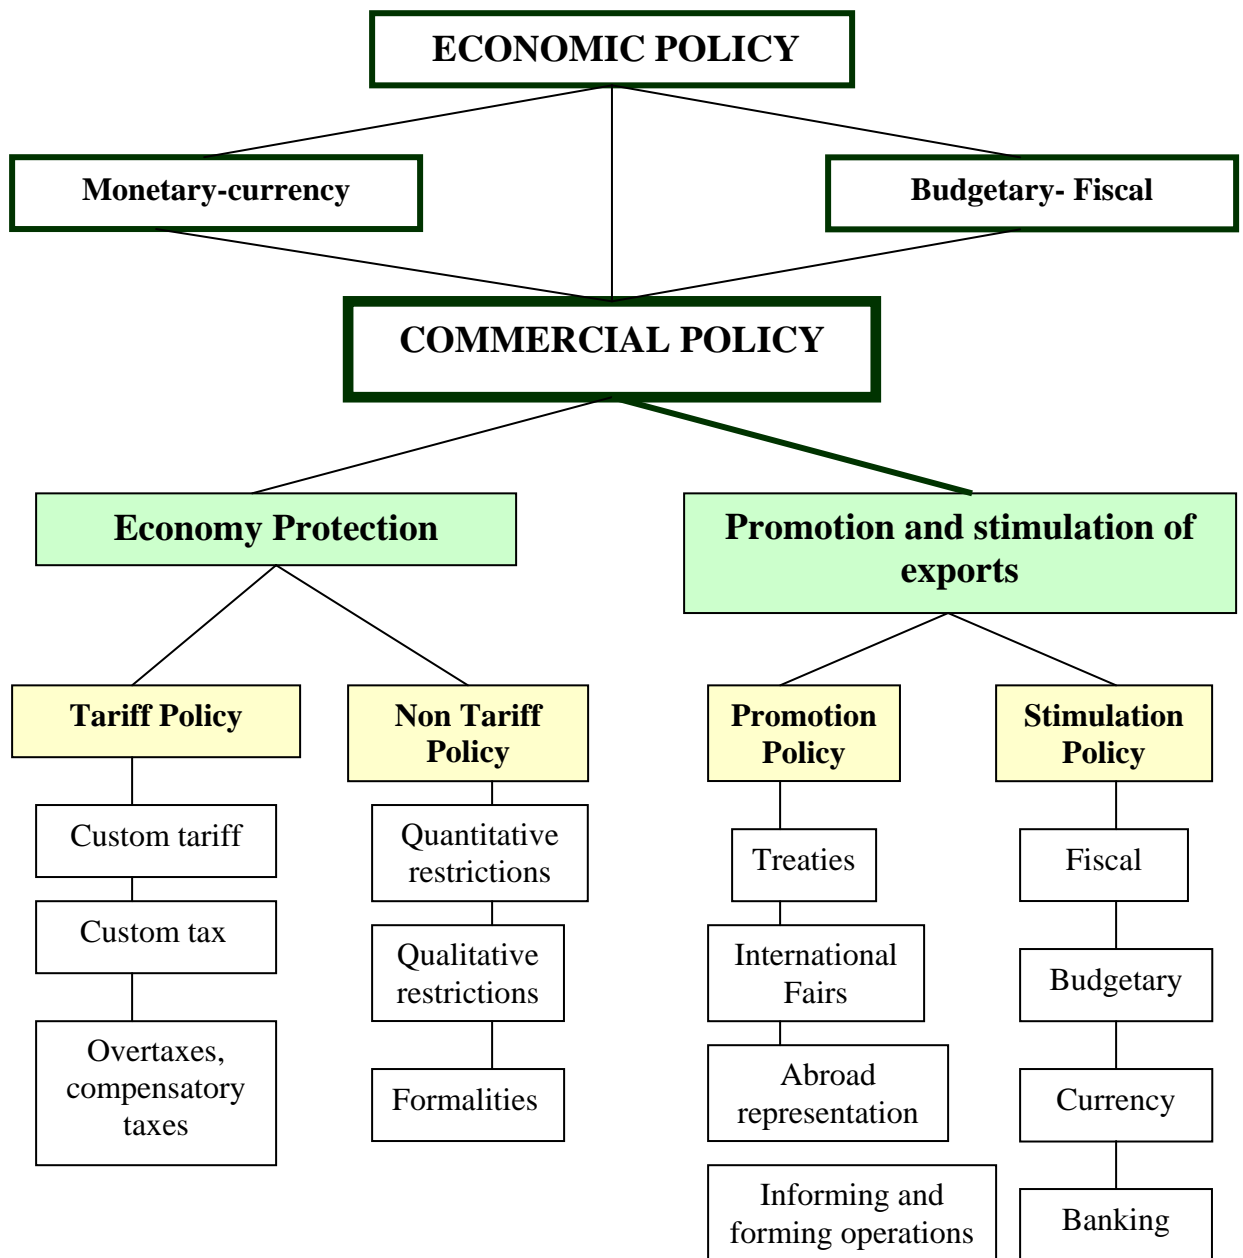 ECONOMIC POLICY
Monetary-currency
Budgetary- Fiscal
COMMERCIAL POLICY
Economy Protection
Promotion and stimulation of
exports
Tariff Policy
Non Tariff
Policy
Promotion
Policy
Stimulation
Policy
Custom tariff
Custom tax
Overtaxes,
compensatory
taxes
Quantitative
restrictions
Qualitative
restrictions
Formalities
Treaties
International
Fairs
Abroad
representation
Informing and
forming operations
Fiscal
Budgetary
Currency
Banking